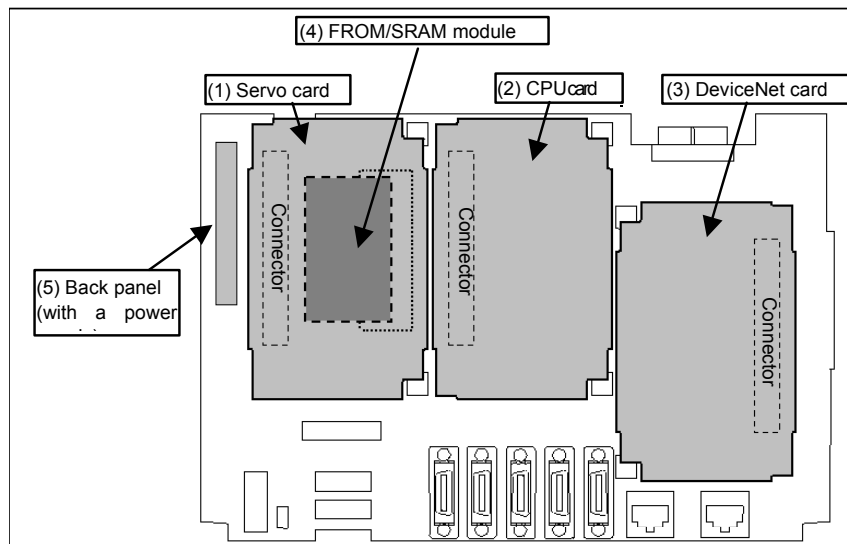 (4) FROM/SRAM module
(1) Servo card
(2) CPUcard
(3) DeviceNet card
Connector
Connector
Connector
(5) Back panel
(with a power